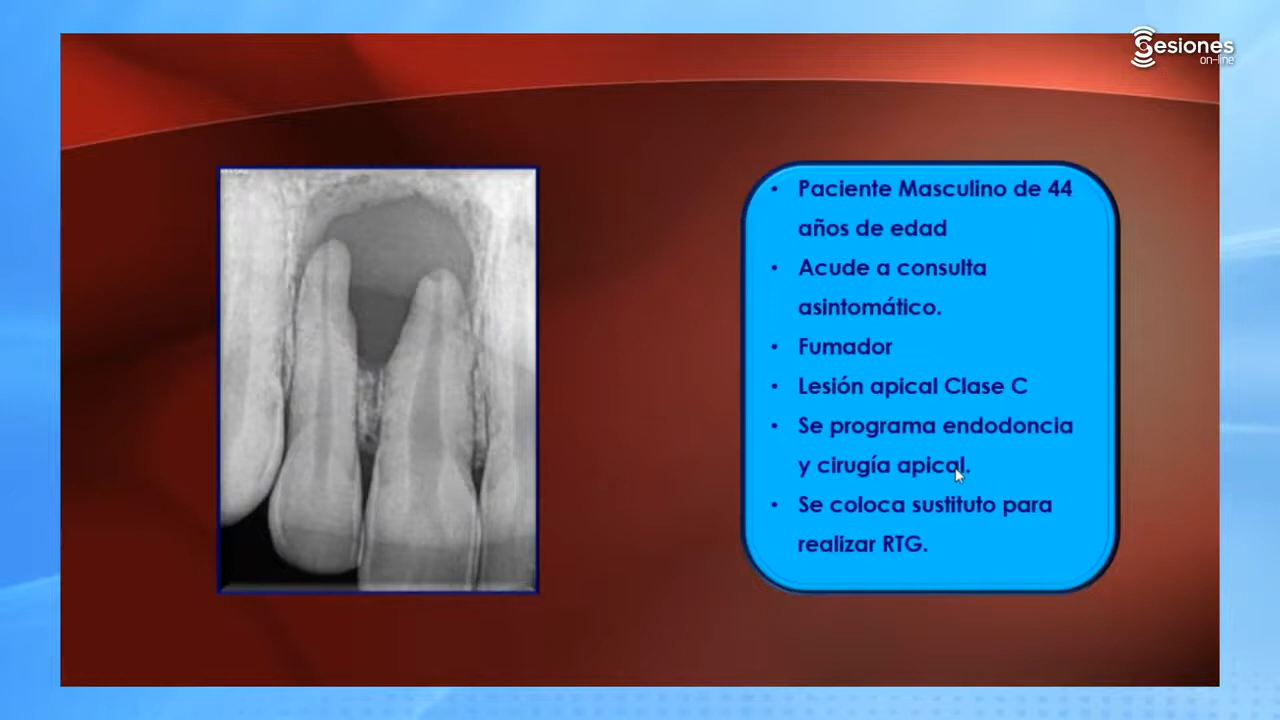 Sesiones
on-line
• Paciente Masculino de 44
años de edad
• Acude a consulta
asintomático.
• Fumador
• Lesión apical Clase C
• Se programa endodoncia
y cirugía apical.
• Se coloca sustituto para
realizar RTG.